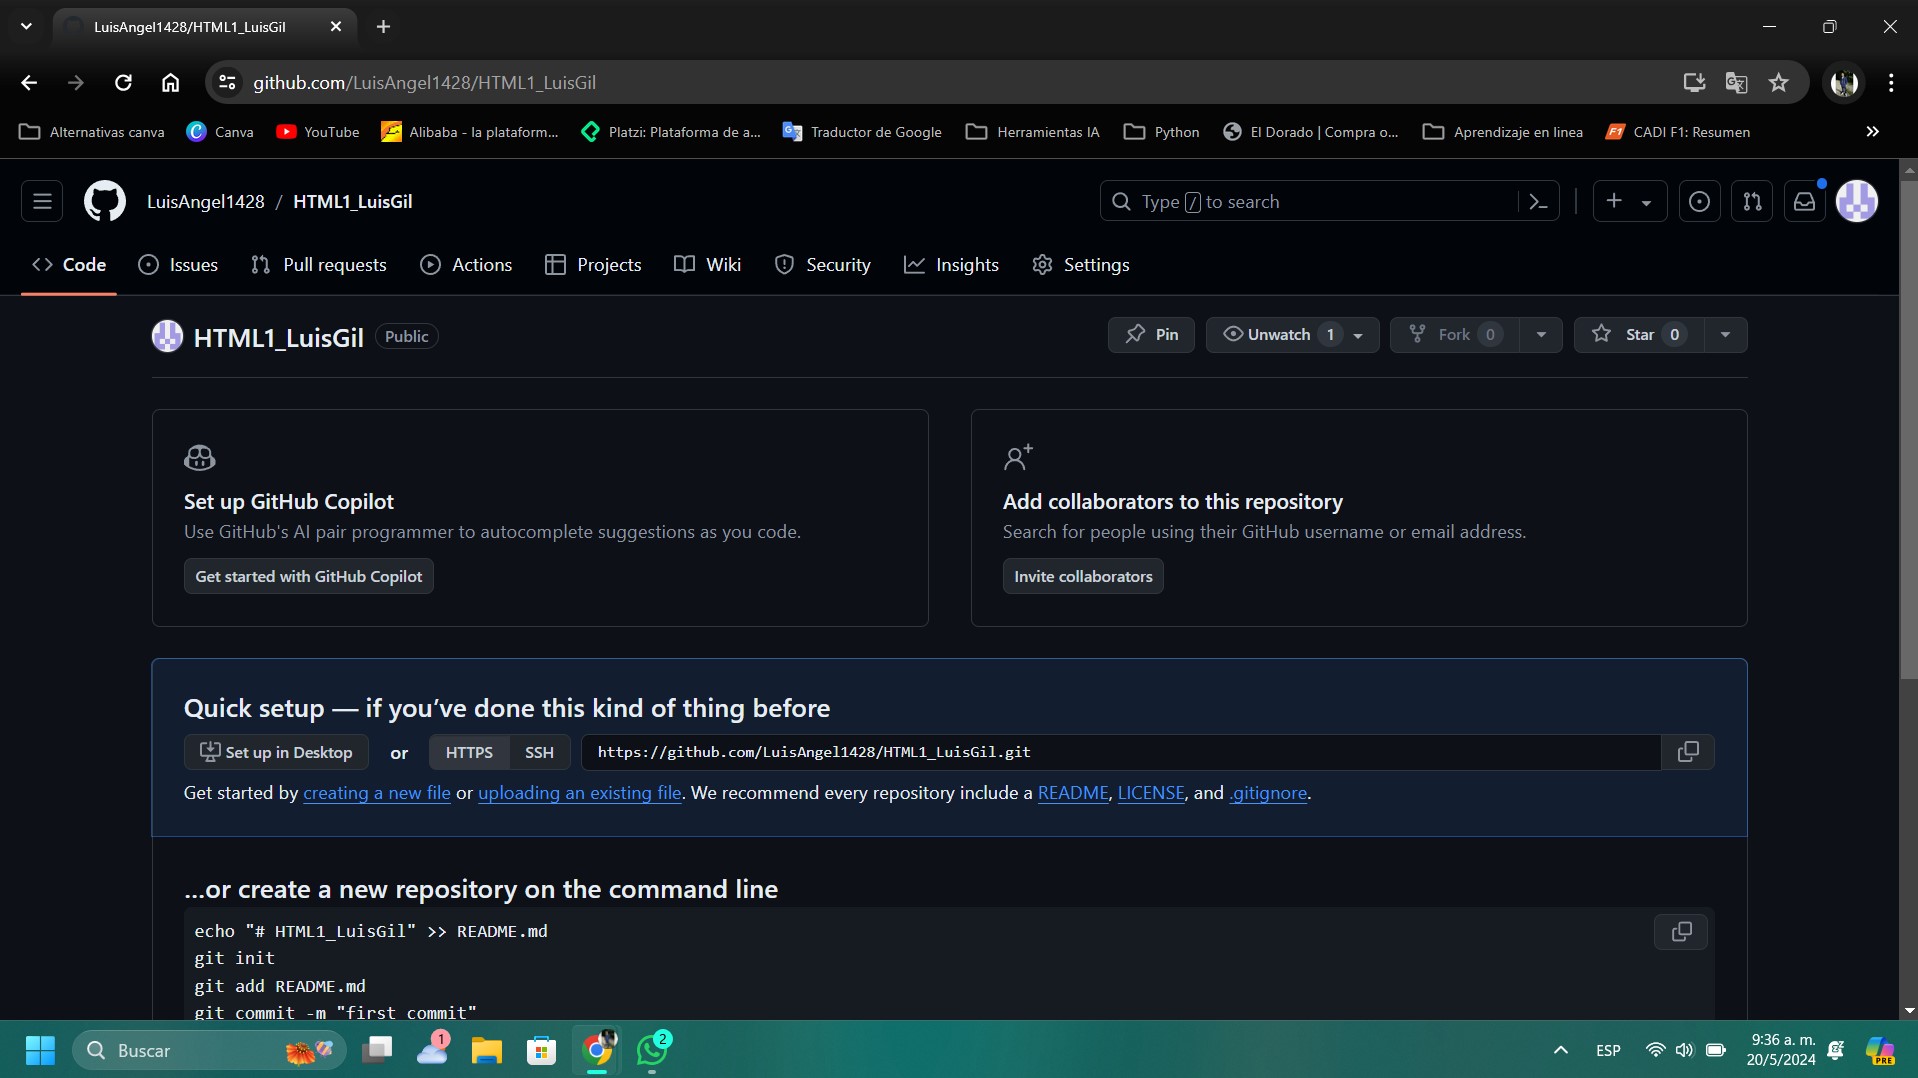 LuisAngel1428/HTML1_LuisGil
github.com/LuisAngel1428/HTML1_LuisGil
Alternativas canva
Canva
YouTube
Alibaba - la plataform...
Platzi: Plataforma de a...
Traductor de Google
Herramientas IA
Python
El Dorado | Compra o...
Aprendizaje en linea
CADI F1: Resumen
LuisAngel1428 / HTML1_LuisGil
Type / to search
Code
Issues
Pull requests
Actions
Projects
Wiki
Security
Insights
Settings
HTML1_LuisGil Public
Pin
Unwatch 1
Fork 0
Star 0
Set up GitHub Copilot
Use GitHub's AI pair programmer to autocomplete suggestions as you code.
Get started with GitHub Copilot
Add collaborators to this repository
Search for people using their GitHub username or email address.
Invite collaborators
Quick setup — if you’ve done this kind of thing before
Set up in Desktop or HTTPS SSH https://github.com/LuisAngel1428/HTML1_LuisGil.git
Get started by creating a new file or uploading an existing file. We recommend every repository include a README, LICENSE, and .gitignore.
…or create a new repository on the command line
echo "# HTML1_LuisGil" >> README.md
git init
git add README.md
git commit -m "first commit"
Buscar
1
2
ESP
9:36 a. m.
20/5/2024
PRE